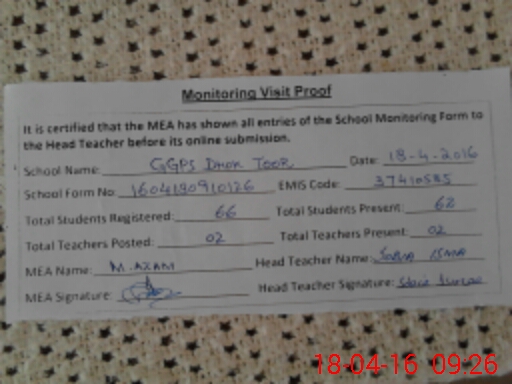 Monitoring Visit Proof
It is certified that the MEA has shown all entries of the School Monitoring Form to
the Head Teacher before its online submission.
School Name: GGPS Toor Date: 18-4-2016
School Form No: EMIS Code:
Total Students Registered: 66 Total Students Present: 62
Total Teachers Posted: 02 Total Teachers Present: 02
MEA Name: M. AZAM Head Teacher Name:
MEA Signature: Head Teacher Signature:
18-04-16 09:26